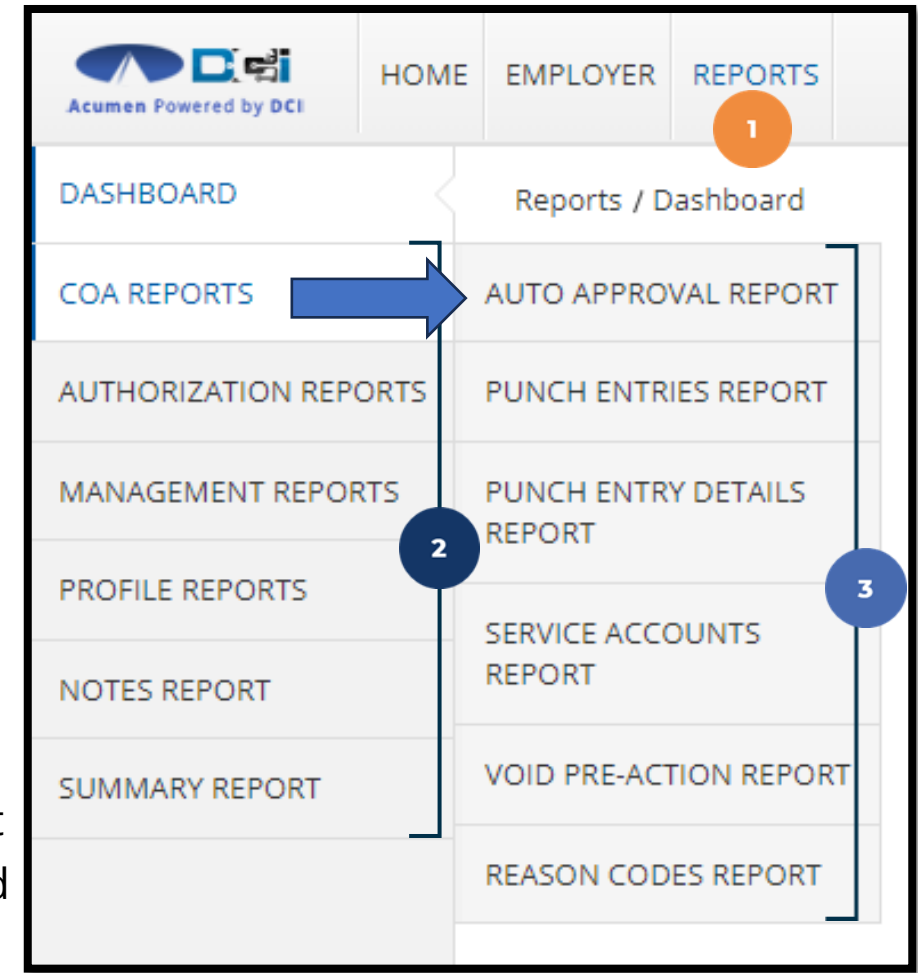 DCI
Acumen Powered by DCI
HOME
EMPLOYER
REPORTS
1
DASHBOARD
Reports / Dashboard
COA REPORTS
AUTO APPROVAL REPORT
AUTHORIZATION REPORTS
PUNCH ENTRIES REPORT
MANAGEMENT REPORTS
PUNCH ENTRY DETAILS
REPORT
2
PROFILE REPORTS
3
SERVICE ACCOUNTS
REPORT
NOTES REPORT
SUMMARY REPORT
VOID PRE-ACTION REPORT
REASON CODES REPORT